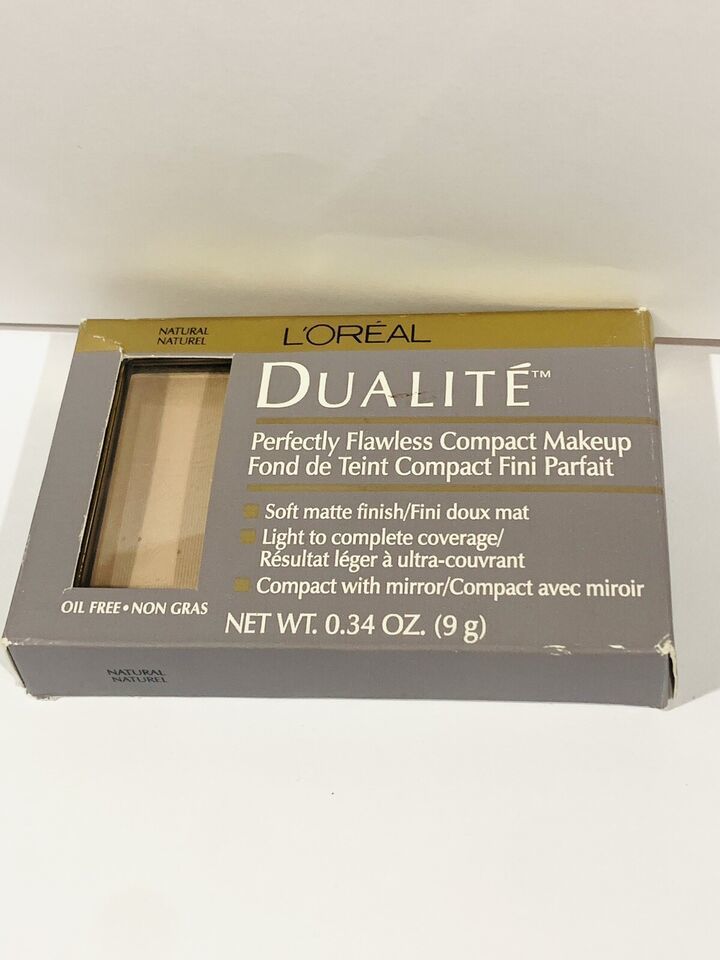 NATURAL
NATUREL
L'ORÉAL
DUALITÉ™
Perfectly Flawless Compact Makeup
Fond de Teint Compact Fini Parfait
Soft matte finish/Fini doux mat
Light to complete coverage/
Résultat léger à ultra-couvrant
Compact with mirror/Compact avec miroir
OIL FREE • NON GRAS
NET WT. 0.34 OZ. (9 g)
NATURAL
NATUREL